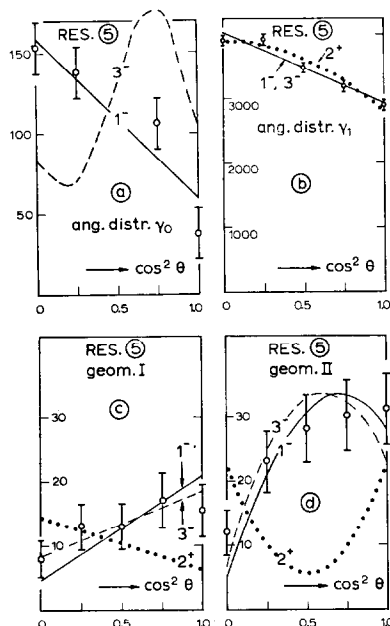 RES. 5
150
100
50
3-
1-
a
ang. distr. γ0
cos² θ
0
0.5
1.0
RES. 5
2+
1-, 3-
3000
2000
1000
ang. distr. γ1
b
cos² θ
0
0.5
1.0
RES. 5
geom. I
c
30
20
10
1-
3-
2+
cos² θ
0
0.5
1.0
RES. 5
geom. II
30
20
10
3-
1-
d
2+
cos² θ
0
0.5
1.0